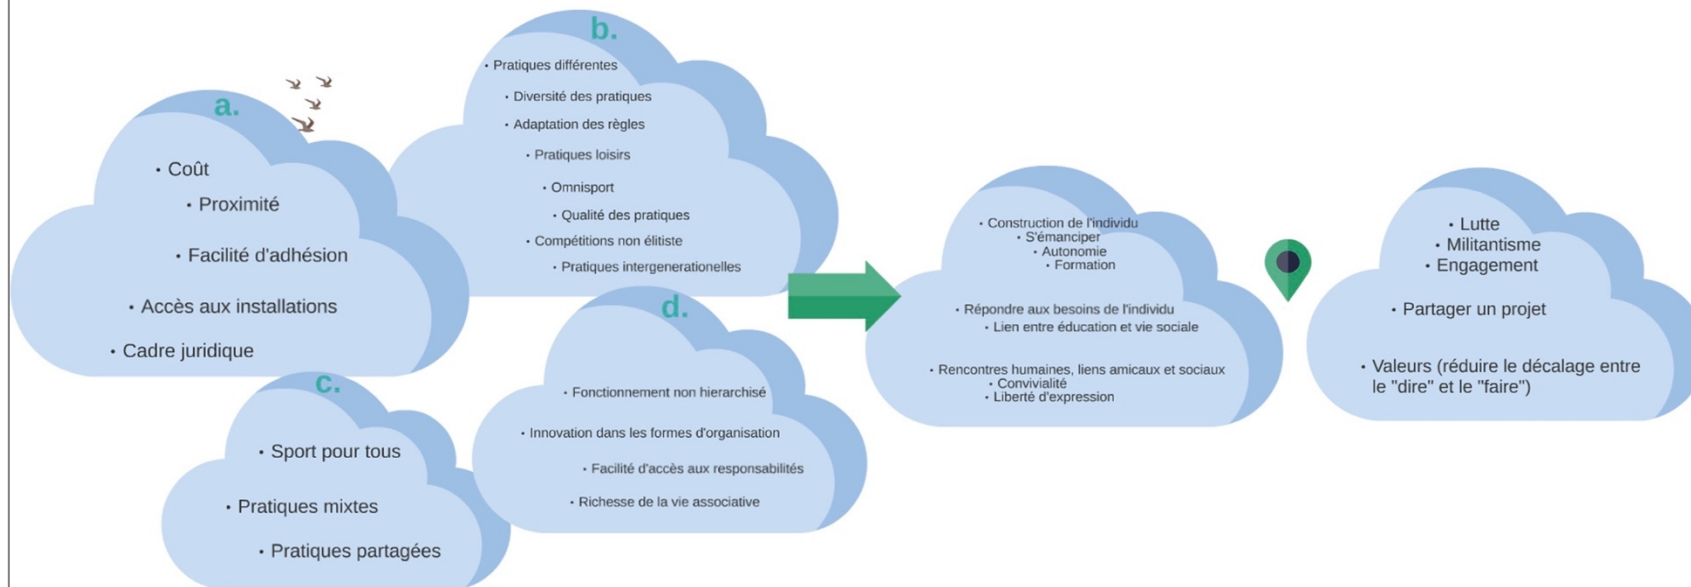 a.
• Coût
• Proximité
• Facilité d'adhésion
• Accès aux installations
• Cadre juridique
b.
• Pratiques différentes
• Diversité des pratiques
• Adaptation des règles
• Pratiques loisirs
• Omnisport
• Qualité des pratiques
• Compétitions non élitiste
• Pratiques intergenerationelles
c.
• Sport pour tous
• Pratiques mixtes
• Pratiques partagées
d.
• Fonctionnement non hierarchisé
• Innovation dans les formes d'organisation
• Facilité d'accès aux responsabilités
• Richesse de la vie associative
• Construction de l'individu
• S'émanciper
• Autonomie
• Formation
• Répondre aux besoins de l'individu
• Lien entre éducation et vie sociale
• Rencontres humaines, liens amicaux et sociaux
• Convivialité
• Liberté d'expression
• Lutte
• Militantisme
• Engagement
• Partager un projet
• Valeurs (réduire le décalage entre
le "dire" et le "faire")